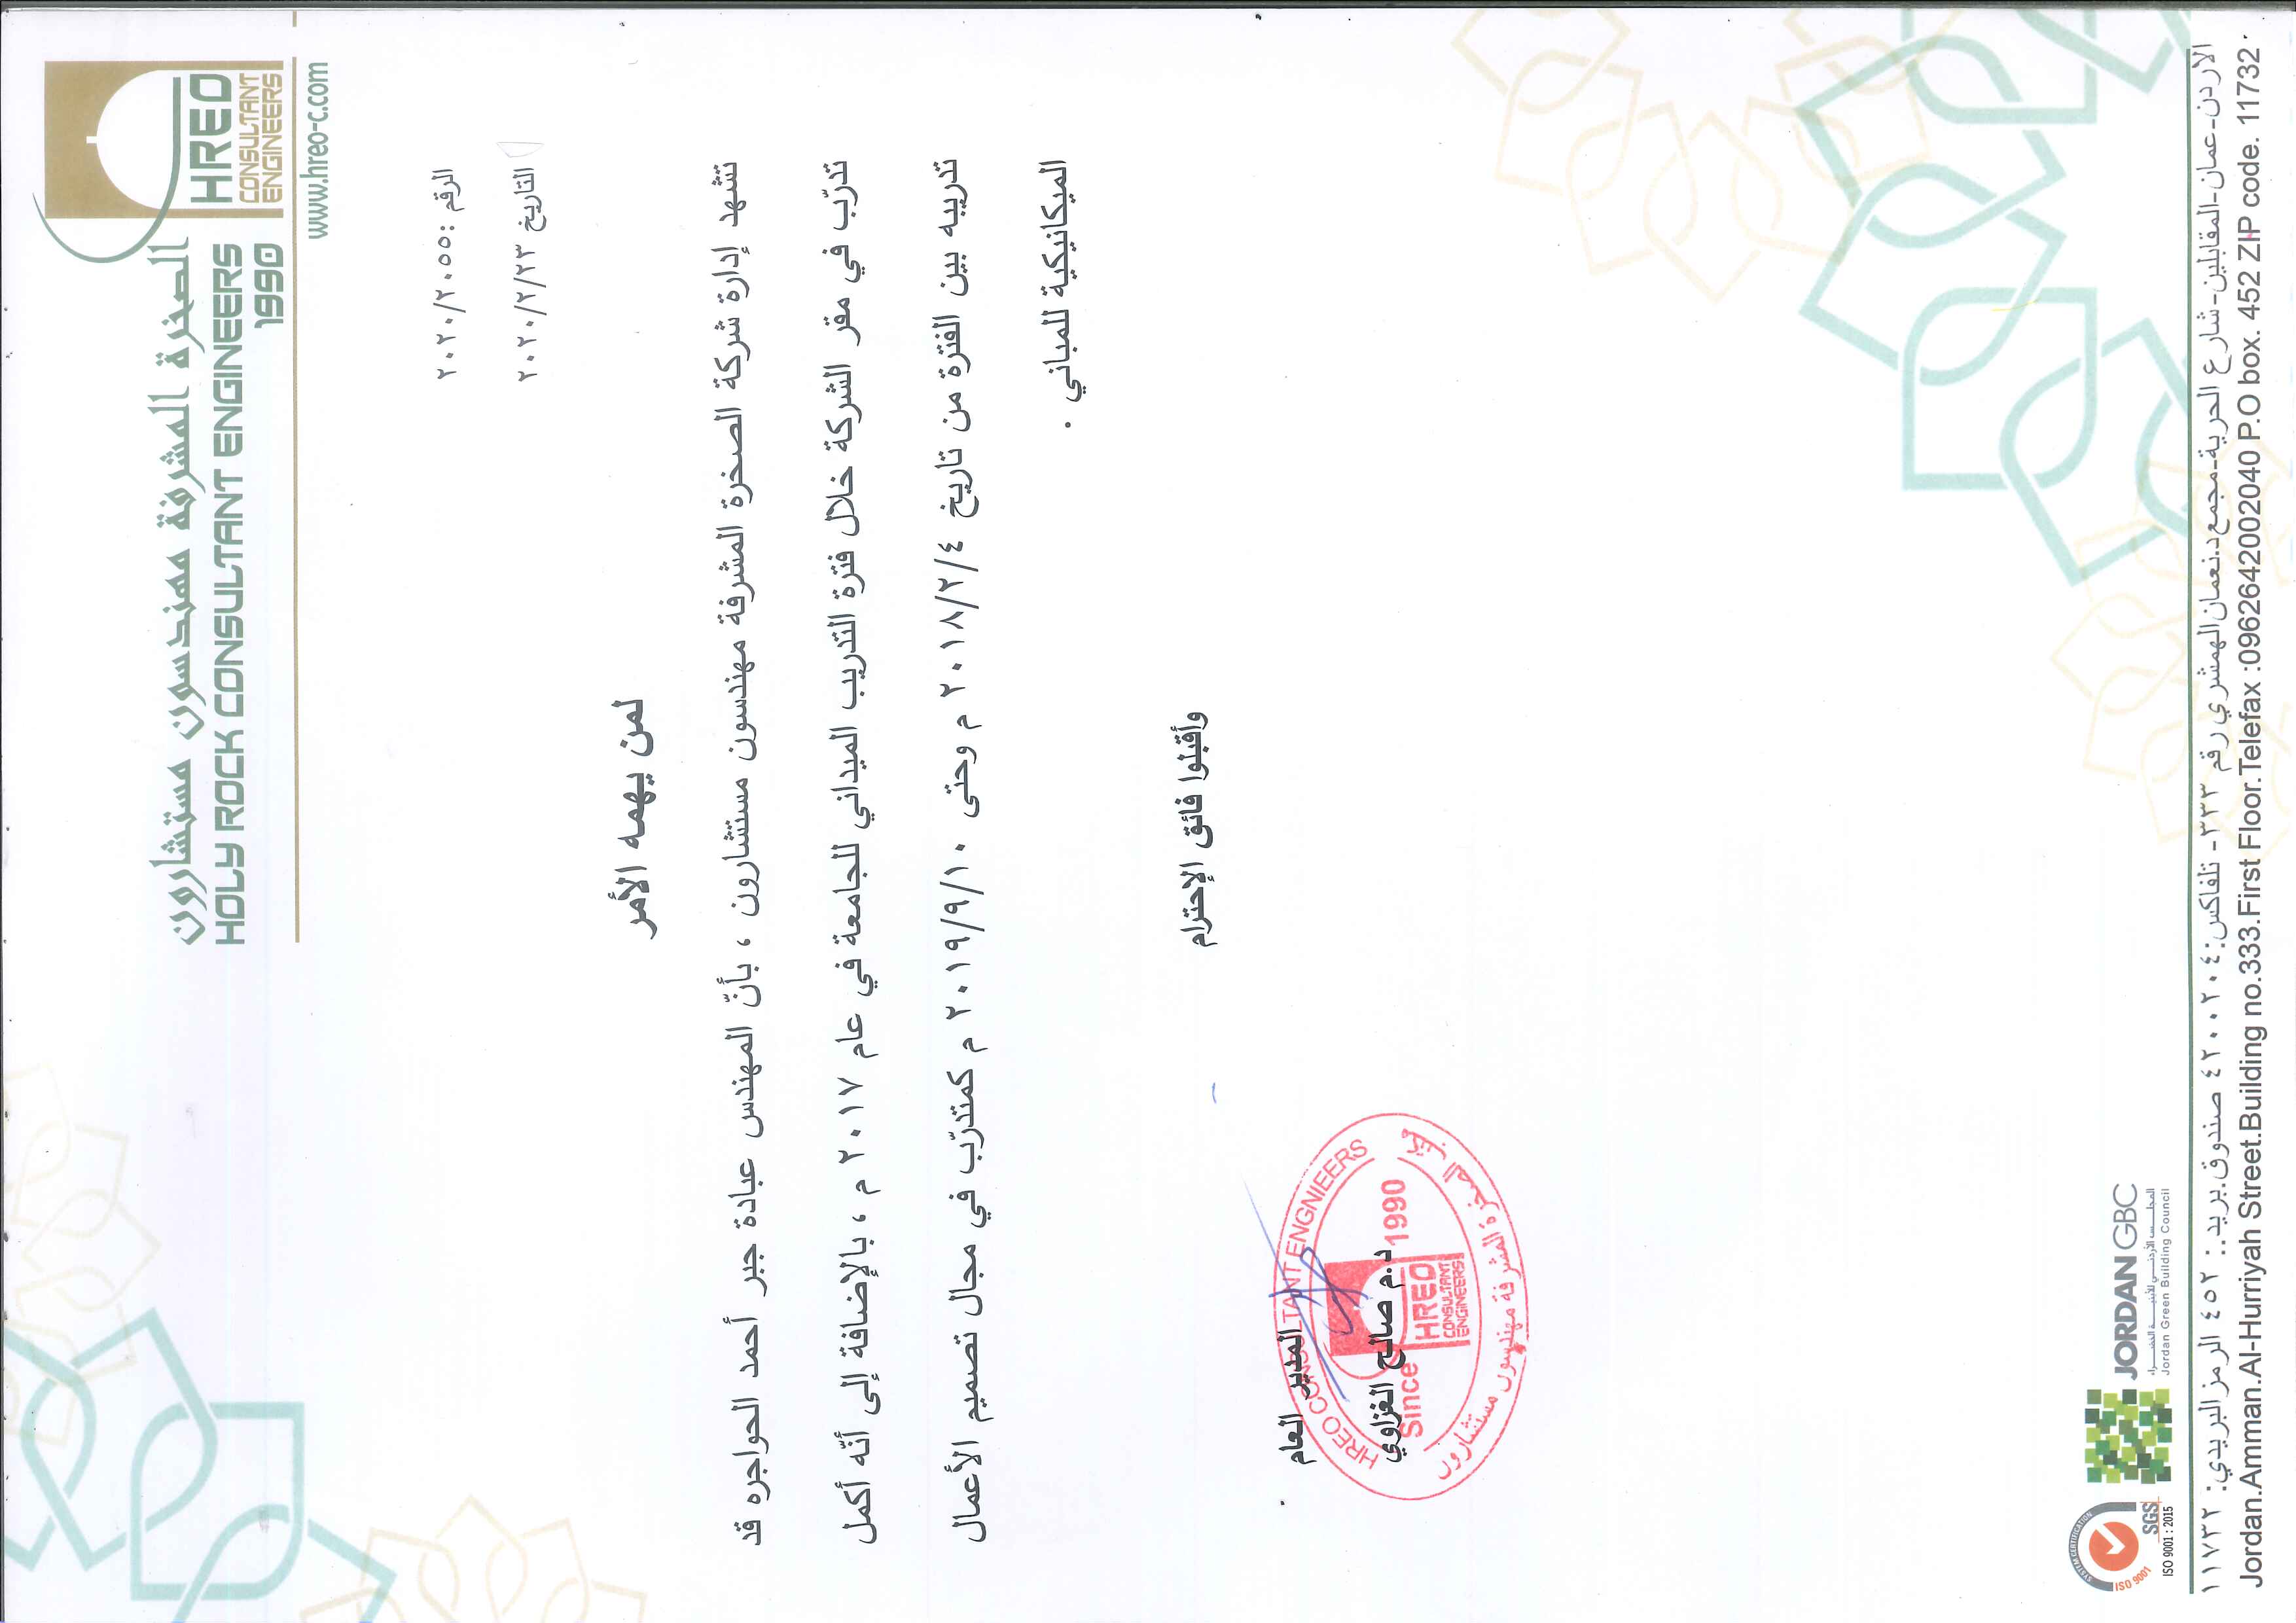 الصخرة المشرفة مهندسون مستشارون
HOLY ROCK CONSULTANT ENGINEERS
1990
HREO
CONSULTANT
ENGINEERS
www.hreo-c.com
الرقم :٢٠٢٠/٢٠٥٥
التاريخ ٢٠٢٠/٢/٢٣
لمن يهمه الأمر
تشهد إدارة شركة الصخرة المشرفة مهندسون مستشارون ، بأنّ المهندس عبادة جبر أحمد الحواجره قد
تدرّب في مقر الشركة خلال فترة التدريب الميداني للجامعة في عام ٢٠١٧ م ، بالإضافة إلى أنّه أكمل
تدريبه بين الفترة من تاريخ ٢٠١٨/٢/٤ م وحتى ٢٠١٩/٩/١٠ م كمتدرّب في مجال تصميم الأعمال
الميكانيكية للمباني .
وأقبلوا فائق الإحترام
المدير العام
د.م صالح الغزاوي
HREO CONSULTANT ENGNIEERS
Since 1990
HREO
CONSULTANT
ENGINEERS
مكتب الصخرة المشرفة مهندسون مستشارون
SYSTEM CERTIFICATION
ISO 9001
SGS
ISO 9001 : 2015
JORDAN GBC
المجلس الأردني للأبنية الخضراء
Jordan Green Building Council
الاردن-عمان-المقابلين-شارع الحرية-مجمع د.نعمان الهمشري رقم ٣٣٣- تلفاكس:٤٢٠٠٢٠٤ صندوق.بريد.: ٤٥٢ الرمز البريدي: ١١٧٣٢
Jordan.Amman.Al-Hurriyah Street.Building no.333.First Floor.Telefax :0962642002040 P.O box. 452 ZIP code. 11732